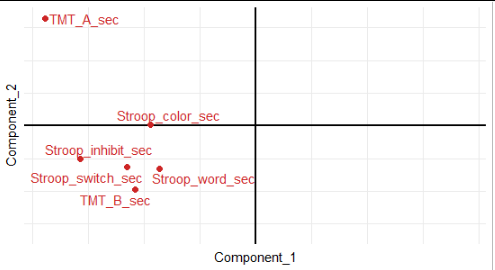 TMT_A_sec
Stroop_color_sec
Stroop_inhibit_sec
Stroop_switch_sec
Stroop_word_sec
TMT_B_sec
Component_2
Component_1